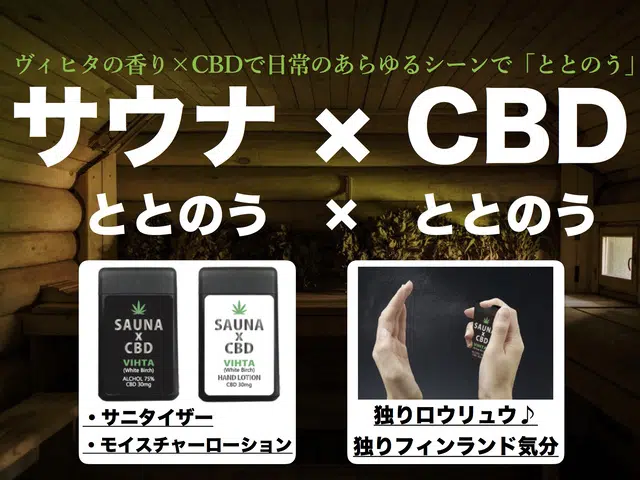 ヴィヒタの香り×CBDで日常のあらゆるシーンで「ととのう」
サウナ × CBD
ととのう × ととのう
SAUNA
X
CBD
VIHTA
(White Birch)
ALCHOL 75%
CBD 30mg
SAUNA
X
CBD
VIHTA
(White Birch)
HAND LOTION
CBD 30mg
・サニタイザー
・モイスチャーローション
SAUNA
X
CBD
VIHTA
独りロウリュウ♪
独りフィンランド気分